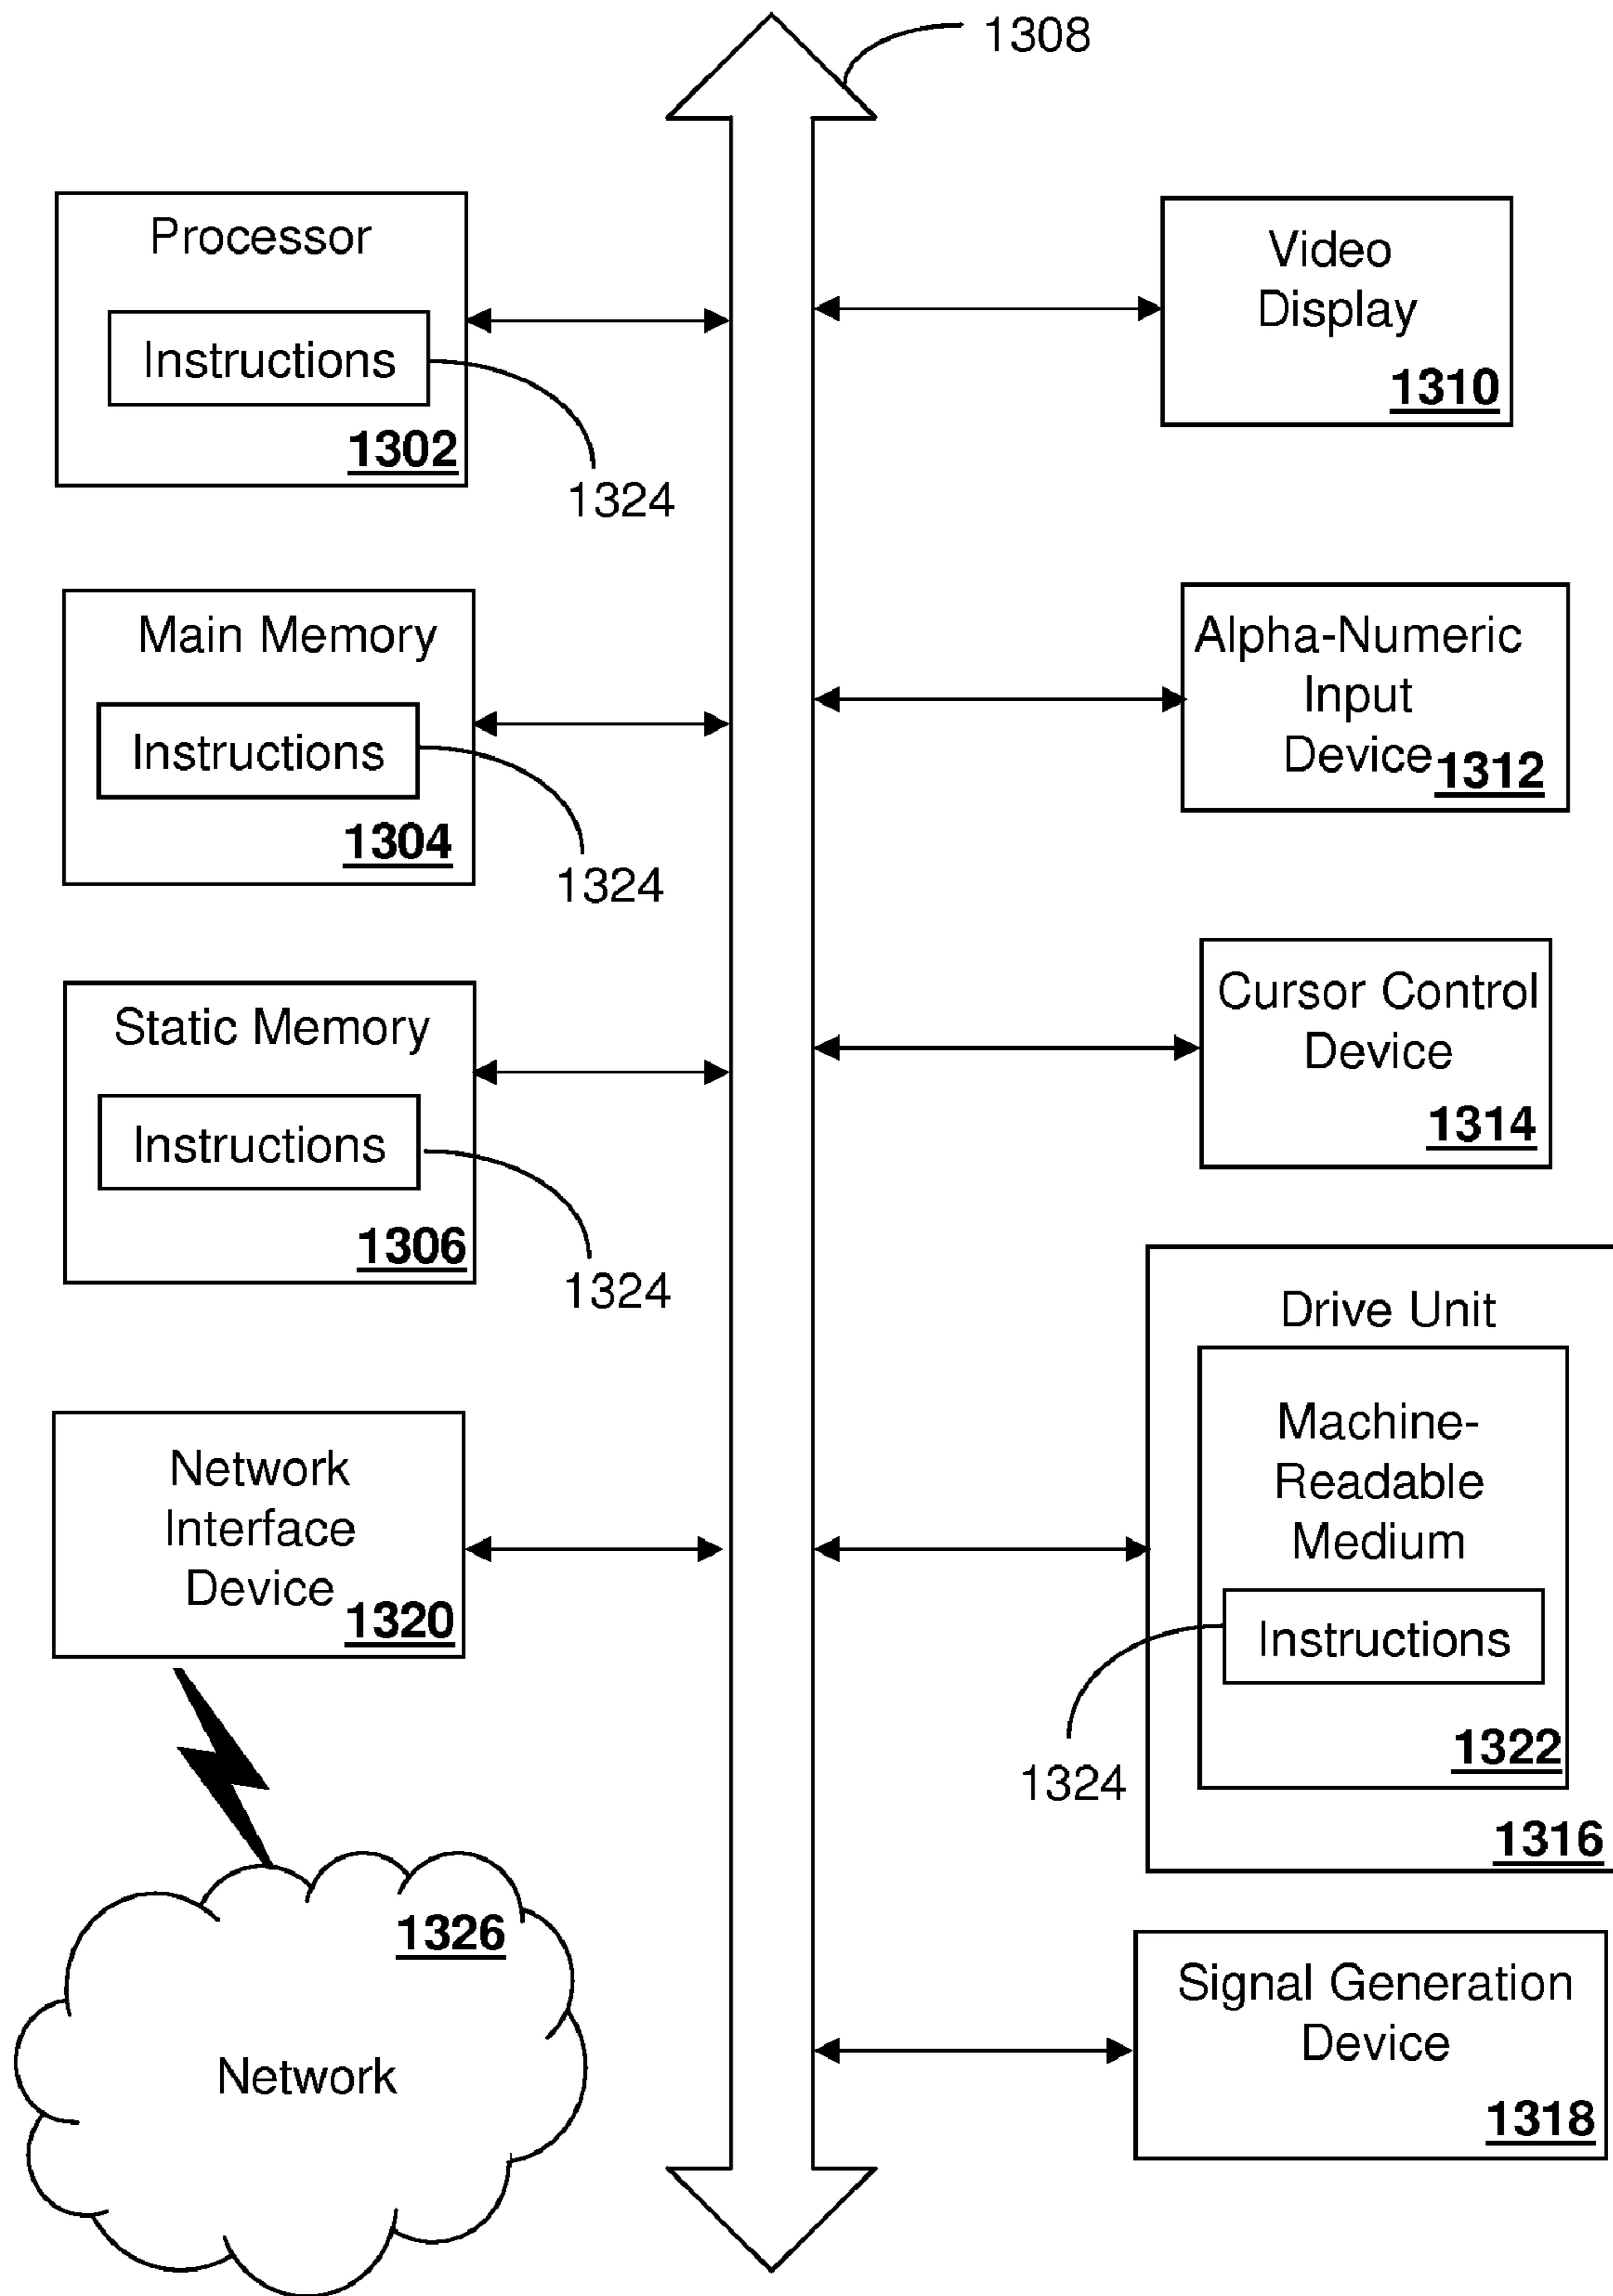 1308
Processor
Instructions
1302
1324
Main Memory
Instructions
1304
1324
Static Memory
Instructions
1306
1324
Network
Interface
Device
1320
1326
Network
Video
Display
1310
Alpha-Numeric
Input
Device
1312
Cursor Control
Device
1314
Drive Unit
Machine-
Readable
Medium
Instructions
1322
1324
1316
Signal Generation
Device
1318